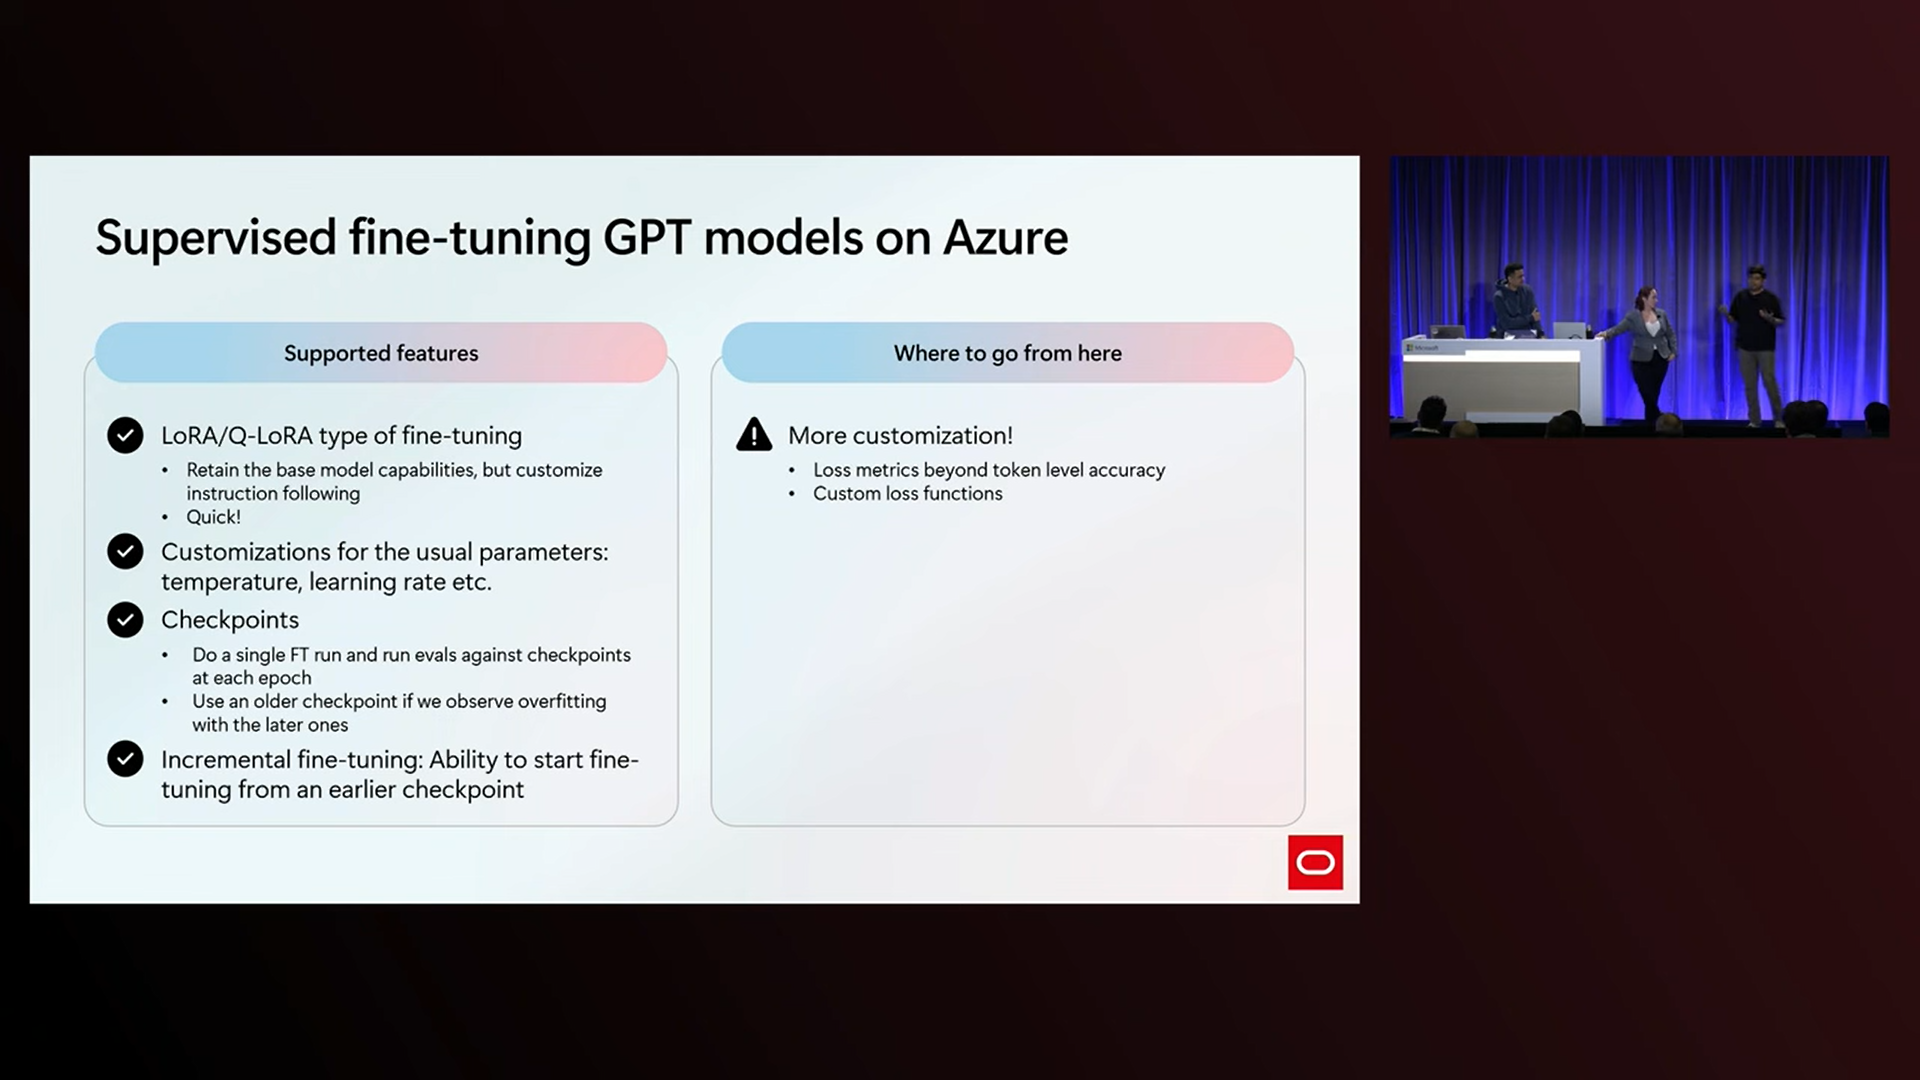 Supervised fine-tuning GPT models on Azure
Supported features
LoRA/Q-LoRA type of fine-tuning
• Retain the base model capabilities, but customize
instruction following
• Quick!
Customizations for the usual parameters:
temperature, learning rate etc.
Checkpoints
• Do a single FT run and run evals against checkpoints
at each epoch
• Use an older checkpoint if we observe overfitting
with the later ones
Incremental fine-tuning: Ability to start fine-
tuning from an earlier checkpoint
Where to go from here
More customization!
• Loss metrics beyond token level accuracy
• Custom loss functions
Microsoft